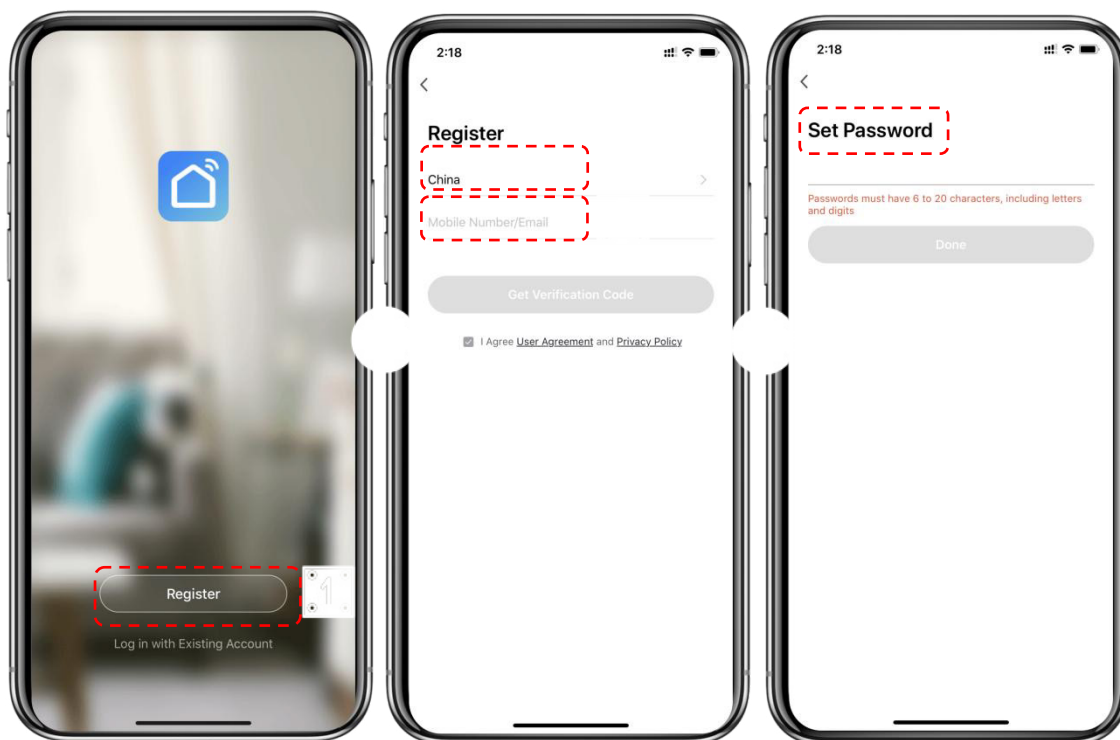 Register
1
Log in with Existing Account
2:18
Register
China
Mobile Number/Email
Get Verification Code
I Agree User Agreement and Privacy Policy
2:18
Set Password
Passwords must have 6 to 20 characters, including letters
and digits
Done